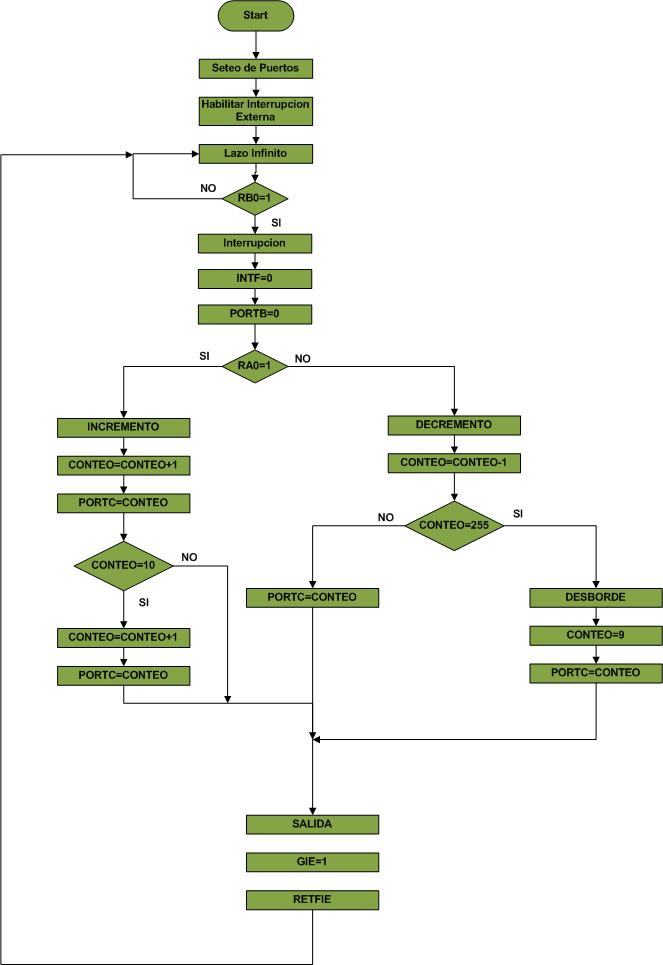 Start
Seteo de Puertos
Habilitar Interrupcion
Externa
Lazo Infinito
NO
RB0=1
SI
Interrupcion
INTF=0
PORTB=0
SI
RA0=1
NO
INCREMENTO
CONTEO=CONTEO+1
PORTC=CONTEO
CONTEO=10
NO
SI
CONTEO=CONTEO+1
PORTC=CONTEO
DECREMENTO
CONTEO=CONTEO-1
NO
CONTEO=255
SI
PORTC=CONTEO
DESBORDE
CONTEO=9
PORTC=CONTEO
SALIDA
GIE=1
RETFIE